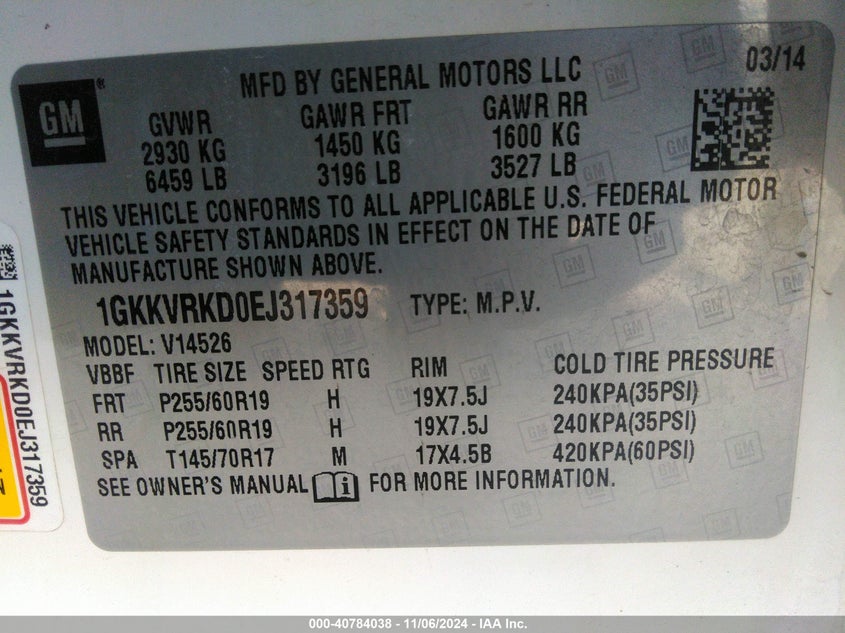 GM
MFD BY GENERAL MOTORS LLC
03/14
GVWR GAWR FRT GAWR RR
2930 KG 1450 KG 1600 KG
6459 LB 3196 LB 3527 LB
THIS VEHICLE CONFORMS TO ALL APPLICABLE U.S. FEDERAL MOTOR
VEHICLE SAFETY STANDARDS IN EFFECT ON THE DATE OF
MANUFACTURE SHOWN ABOVE.
1GKKVRKD0EJ317359 TYPE: M.P.V.
MODEL: V14526
VBBF TIRE SIZE SPEED RTG RIM COLD TIRE PRESSURE
FRT P255/60R19 H 19X7.5J 240KPA(35PSI)
RR P255/60R19 H 19X7.5J 240KPA(35PSI)
SPA T145/70R17 M 17X4.5B 420KPA(60PSI)
SEE OWNER'S MANUAL FOR MORE INFORMATION.
1GKKVRKD0EJ317359
000-40784038 - 11/06/2024 - IAA Inc.